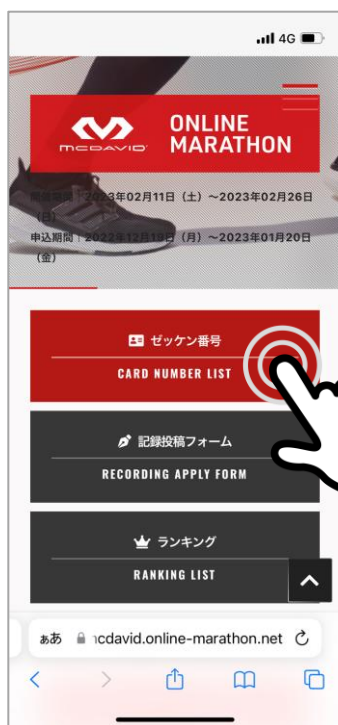 4G
mcdavid
ONLINE
MARATHON
開催期間｜2023年02月11日（土）～2023年02月26日
（日）
申込期間｜2022年12月19日（月）～2023年01月20日
（金）
ゼッケン番号
CARD NUMBER LIST
記録投稿フォーム
RECORDING APPLY FORM
ランキング
RANKING LIST
ぁあ
mcdavid.online-marathon.net